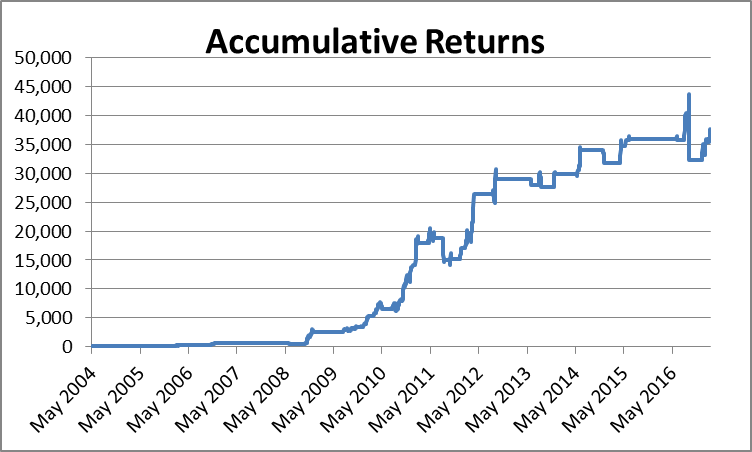 Accumulative Returns
50,000
45,000
40,000
35,000
30,000
25,000
20,000
15,000
10,000
5,000
0
May 2004
May 2005
May 2006
May 2007
May 2008
May 2009
May 2010
May 2011
May 2012
May 2013
May 2014
May 2015
May 2016